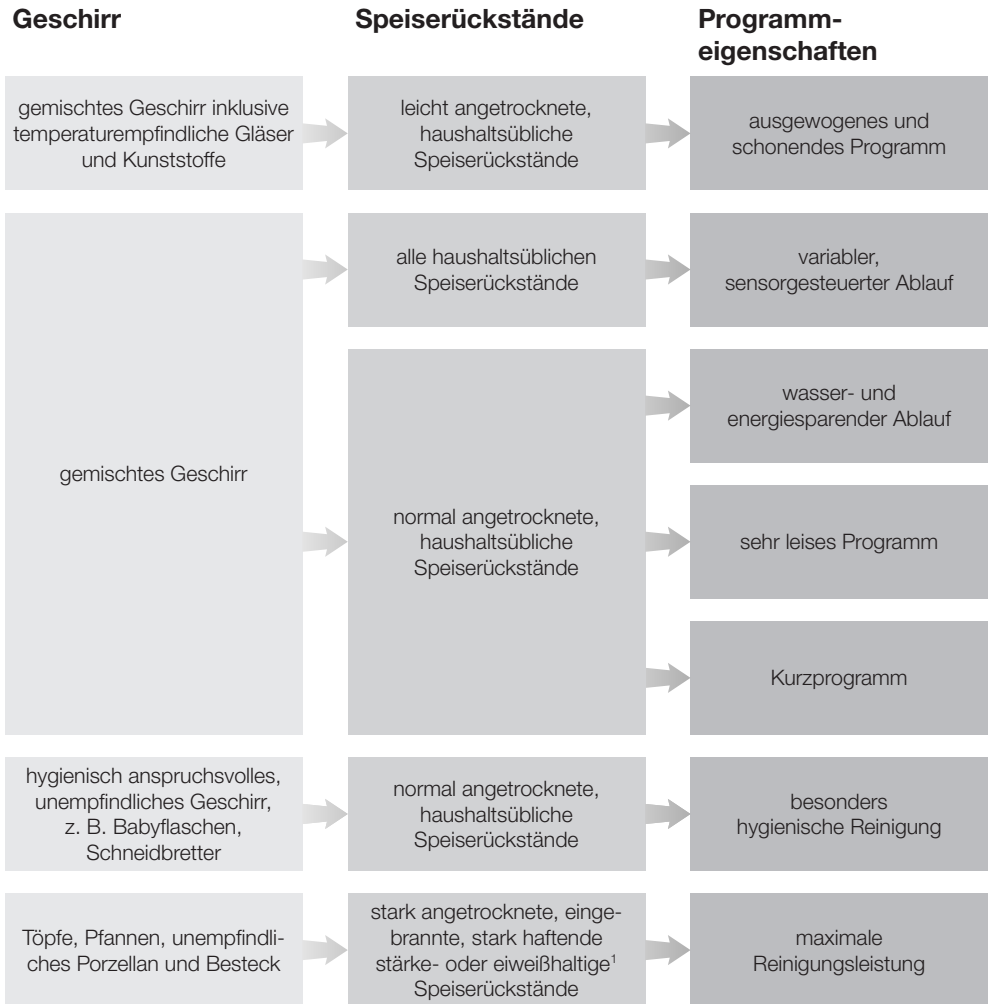 Geschirr
Speiserückstände
Programm-
eigenschaften
gemischtes Geschirr inklusive
temperaturempfindliche Gläser
und Kunststoffe
leicht angetrocknete,
haushaltsübliche
Speiserückstände
ausgewogenes und
schonendes Programm
gemischtes Geschirr
alle haushaltsüblichen
Speiserückstände
variabler,
sensorgesteuerter Ablauf
normal angetrocknete,
haushaltsübliche
Speiserückstände
wasser- und
energiesparender Ablauf
sehr leises Programm
Kurzprogramm
hygienisch anspruchsvolles,
unempfindliches Geschirr,
z. B. Babyflaschen,
Schneidbretter
normal angetrocknete,
haushaltsübliche
Speiserückstände
besonders
hygienische Reinigung
Töpfe, Pfannen, unempfindli-
ches Porzellan und Besteck
stark angetrocknete, einge-
brannte, stark haftende
stärke- oder eiweißhaltige¹
Speiserückstände
maximale
Reinigungsleistung